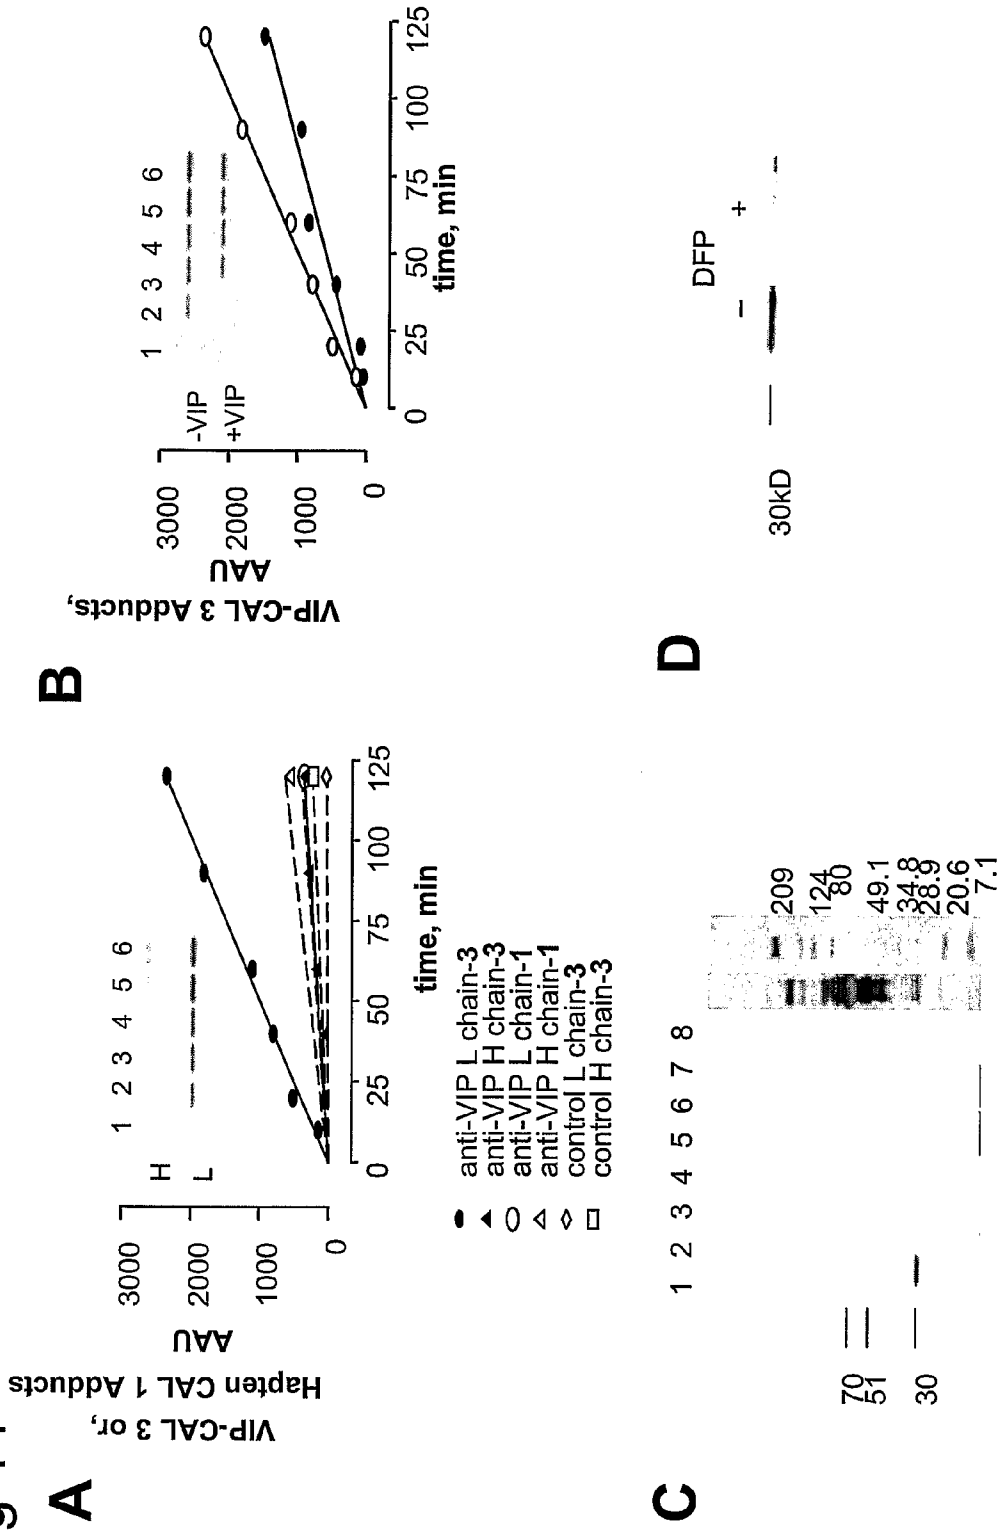 A
VIP-CAL 3 or,
Hapten CAL 1 Adducts
AAU
3000
2000
1000
0
H
L
1 2 3 4 5 6
0 25 50 75 100 125
time, min
anti-VIP L chain-3
anti-VIP H chain-3
anti-VIP L chain-1
anti-VIP H chain-1
control L chain-3
control H chain-3
B
VIP-CAL 3 Adducts,
AAU
3000
2000
1000
0
-VIP
+VIP
1 2 3 4 5 6
0 25 50 75 100 125
time, min
C
70
51
30
1 2 3 4 5 6 7 8
209
124
80
49.1
34.8
28.9
20.6
7.1
D
DFP
- +
30kD